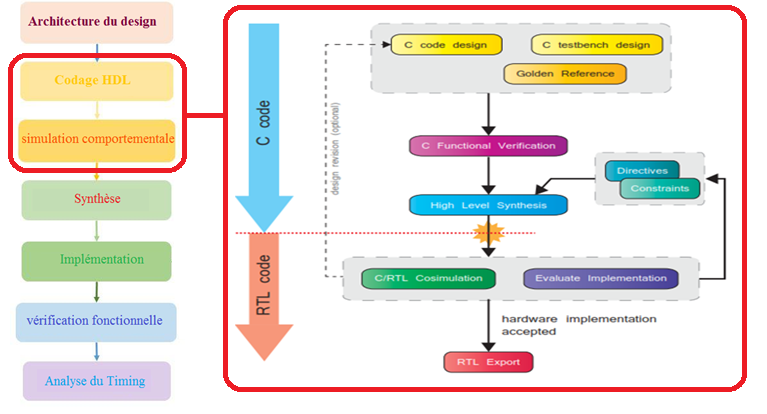 Architecture du design
Codage HDL
simulation comportementale
Synthèse
Implémentation
vérification fonctionnelle
Analyse du Timing
C code
RTL code
design revision (optional)
C code design
C testbench design
Golden Reference
C Functional Verification
Directives
Constraints
High Level Synthesis
C/RTL Cosimulation
Evaluate Implementation
hardware implementation
accepted
RTL Export